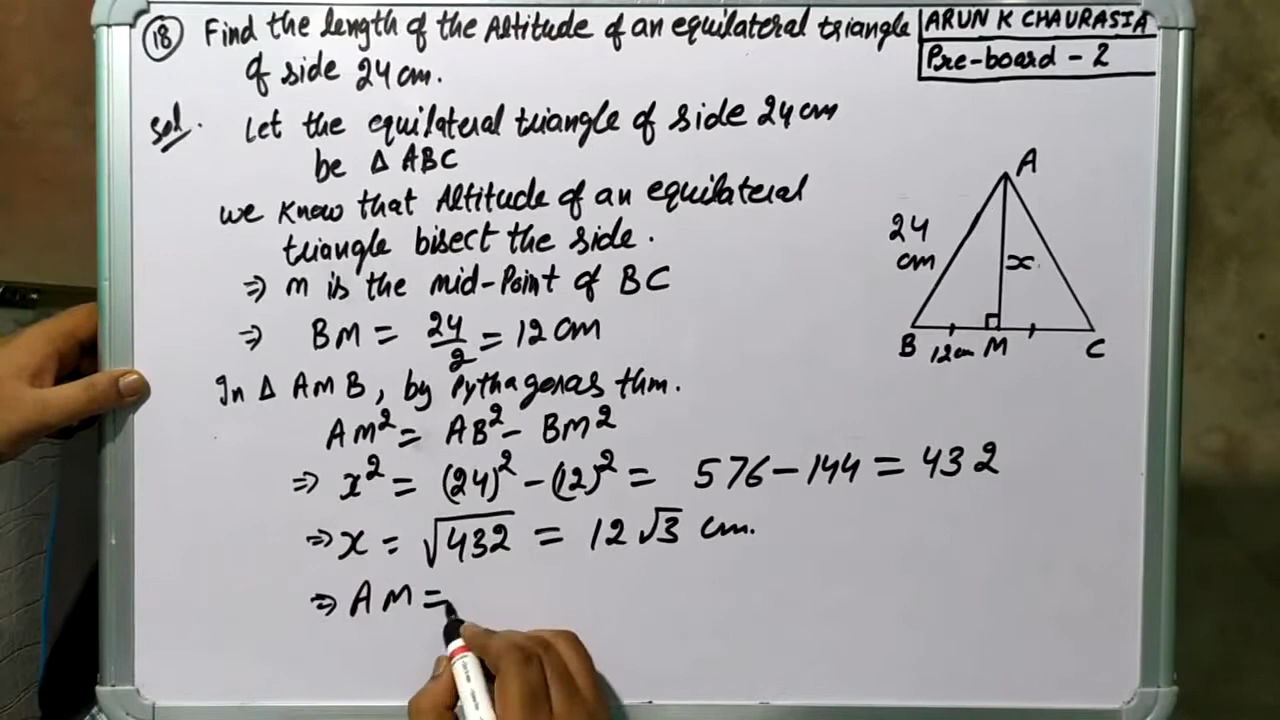 (18) Find the length of the Altitude of an equilateral triangle
of side 24 cm.
ARUN K CHAURASIA
Pre-board - 2
Sol. Let the equilateral triangle of side 24 cm
be Δ ABC
we know that Altitude of an equilateral
triangle bisect the side.
⇒ M is the mid-Point of BC
⇒ BM = 24/2 = 12 cm
In Δ AMB, by Pythagoras thm.
AM² = AB² - BM²
⇒ x² = (24)² - (12)² = 576 - 144 = 432
⇒ x = √432 = 12√3 cm.
⇒ AM =
A
24
cm
x
B 12cm M C